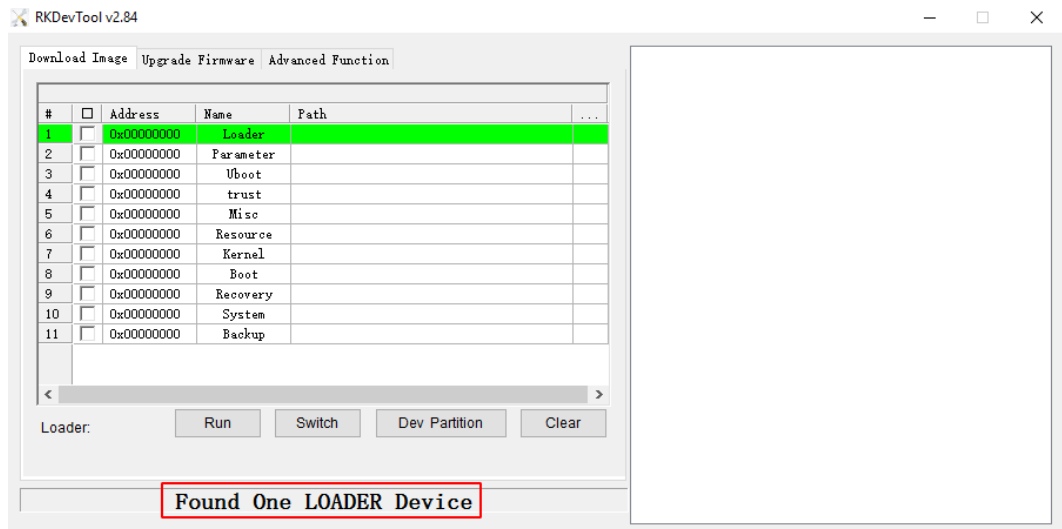 RKDevTool v2.84
Download Image Upgrade Firmware Advanced Function
# Address Name Path ...
1 0x00000000 Loader
2 0x00000000 Parameter
3 0x00000000 Uboot
4 0x00000000 trust
5 0x00000000 Misc
6 0x00000000 Resource
7 0x00000000 Kernel
8 0x00000000 Boot
9 0x00000000 Recovery
10 0x00000000 System
11 0x00000000 Backup
Loader: Run Switch Dev Partition Clear
Found One LOADER Device